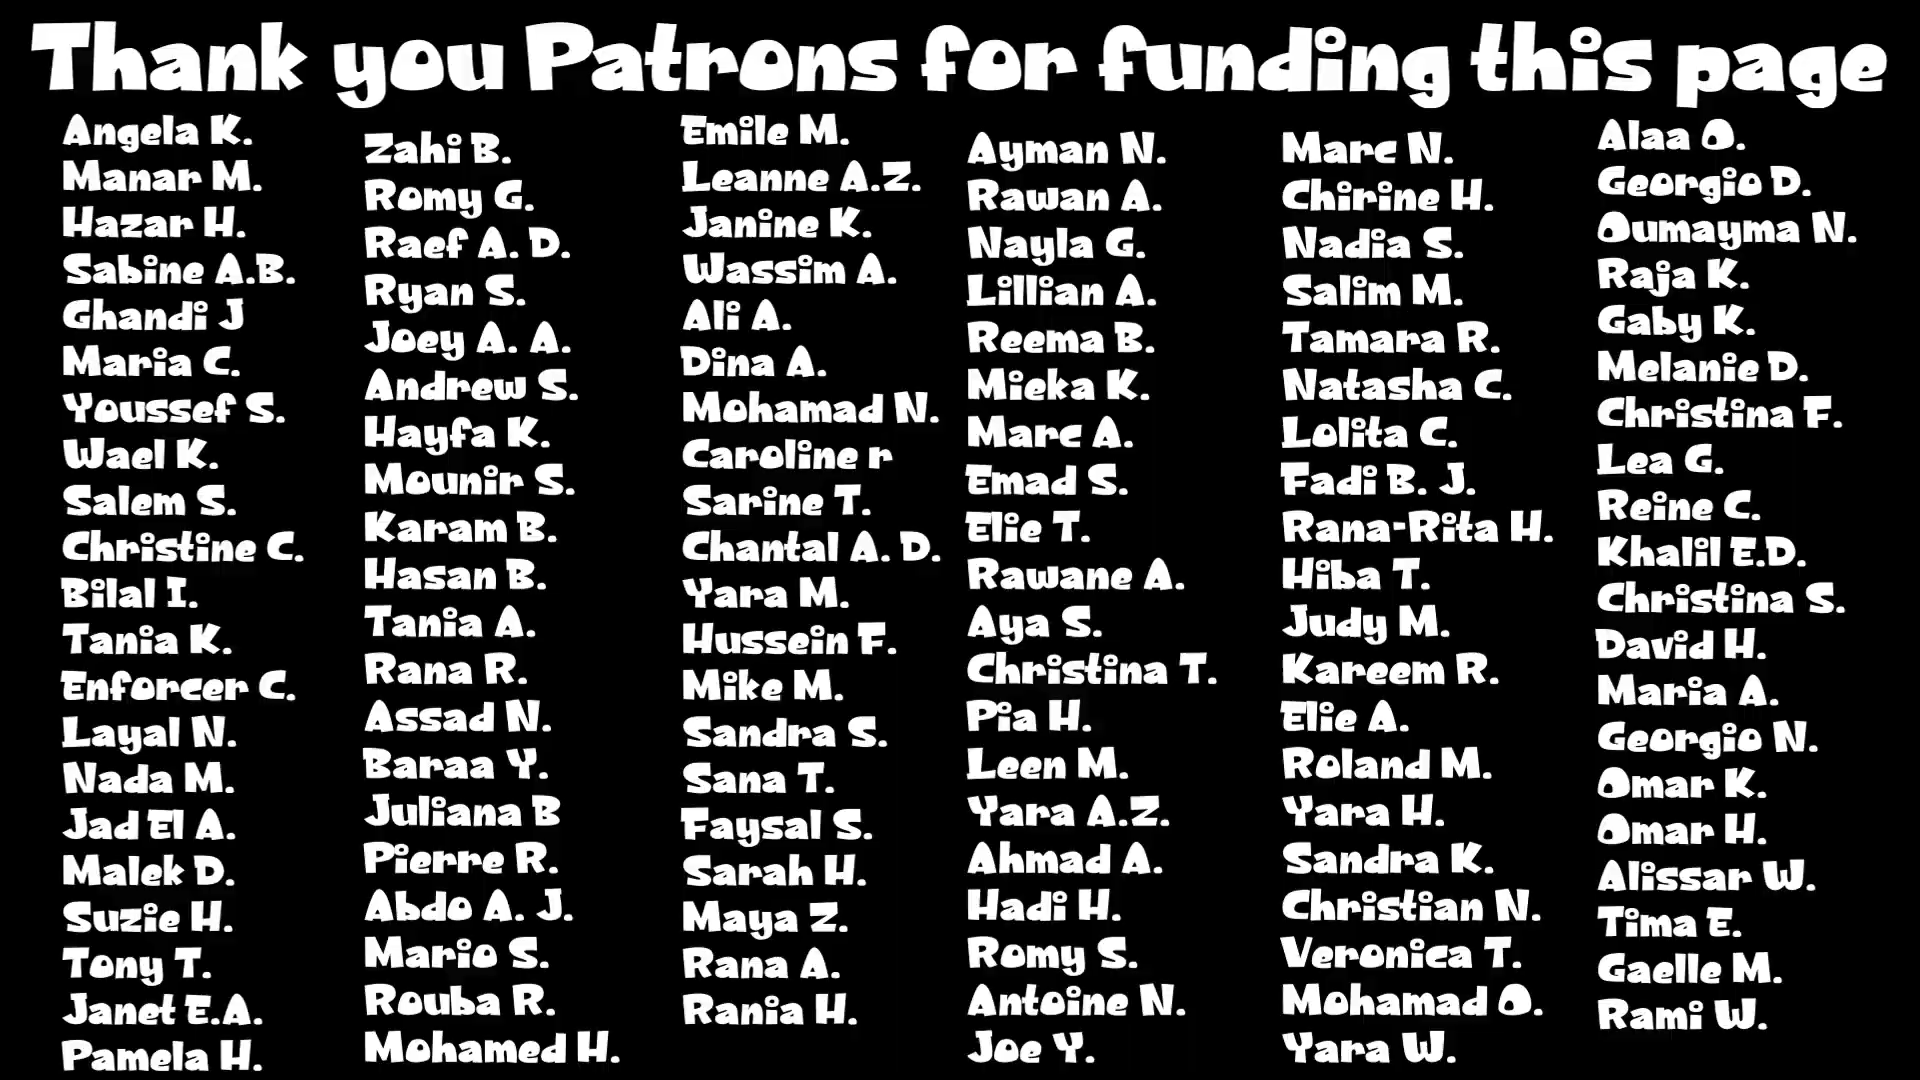 Thank you Patrons for funding this page
Angela K.
Manar M.
Hazar H.
Sabine A.B.
Ghandi J
Maria C.
Youssef S.
Wael K.
Salem S.
Christine C.
Bilal I.
Tania K.
Enforcer C.
Layal N.
Nada M.
Jad El A.
Malek D.
Suzie H.
Tony T.
Janet E.A.
Pamela H.
Zahi B.
Romy G.
Raef A. D.
Ryan S.
Joey A. A.
Andrew S.
Hayfa K.
Mounir S.
Karam B.
Hasan B.
Tania A.
Rana R.
Assad N.
Baraa Y.
Juliana B
Pierre R.
Abdo A. J.
Mario S.
Rouba R.
Mohamed H.
Emile M.
Leanne A.Z.
Janine K.
Wassim A.
Ali A.
Dina A.
Mohamad N.
Caroline r
Sarine T.
Chantal A. D.
Yara M.
Hussein F.
Mike M.
Sandra S.
Sana T.
Faysal S.
Sarah H.
Maya Z.
Rana A.
Rania H.
Ayman N.
Rawan A.
Nayla G.
Lillian A.
Reema B.
Mieka K.
Marc A.
Emad S.
Elie T.
Rawane A.
Aya S.
Christina T.
Pia H.
Leen M.
Yara A.Z.
Ahmad A.
Hadi H.
Romy S.
Antoine N.
Joe Y.
Marc N.
Chirine H.
Nadia S.
Salim M.
Tamara R.
Natasha C.
Lolita C.
Fadi B. J.
Rana-Rita H.
Hiba T.
Judy M.
Kareem R.
Elie A.
Roland M.
Yara H.
Sandra K.
Christian N.
Veronica T.
Mohamad O.
Yara W.
Alaa O.
Georgio D.
Oumayma N.
Raja K.
Gaby K.
Melanie D.
Christina F.
Lea G.
Reine C.
Khalil E.D.
Christina S.
David H.
Maria A.
Georgio N.
Omar K.
Omar H.
Alissar W.
Tima E.
Gaelle M.
Rami W.